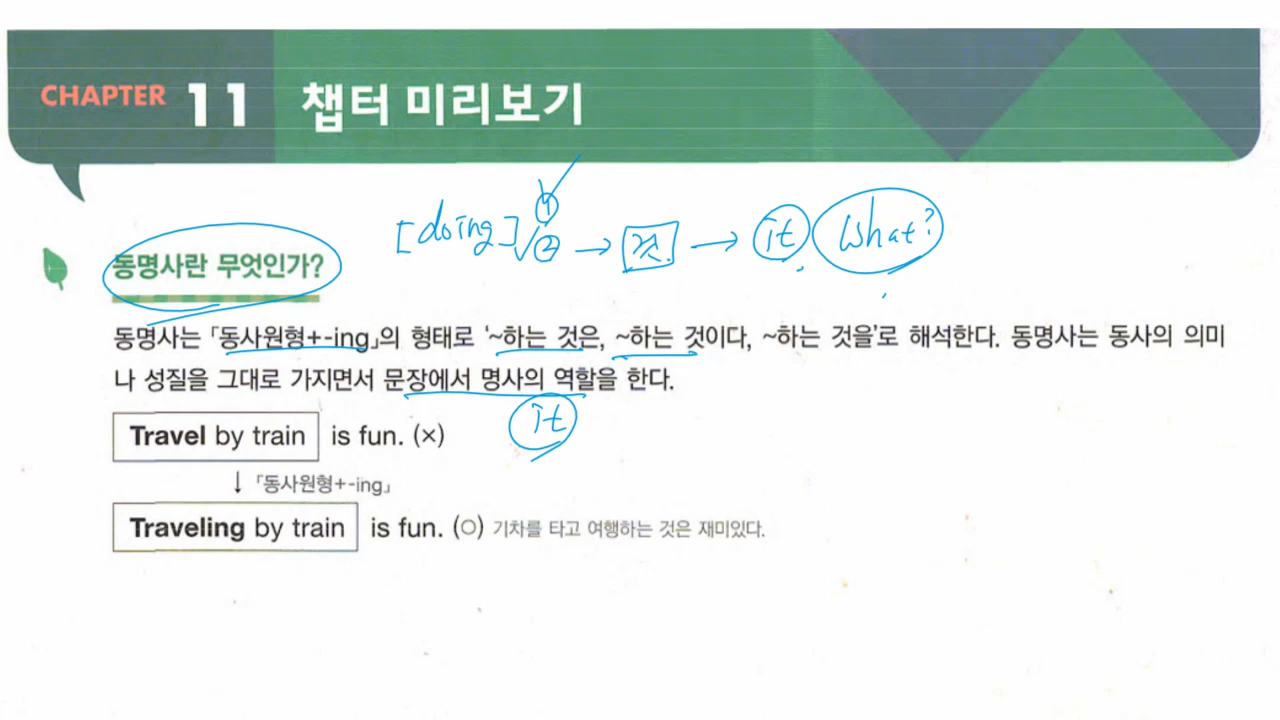 CHAPTER 11 챕터 미리보기
[doing] ① ② → 것. → it What?
동명사란 무엇인가?
동명사는 「동사원형+-ing」의 형태로 '~하는 것은, ~하는 것이다, ~하는 것을'로 해석한다. 동명사는 동사의 의미
나 성질을 그대로 가지면서 문장에서 명사의 역할을 한다.
it
Travel by train is fun. (×)
↓ 「동사원형+-ing」
Traveling by train is fun. (○) 기차를 타고 여행하는 것은 재미있다.